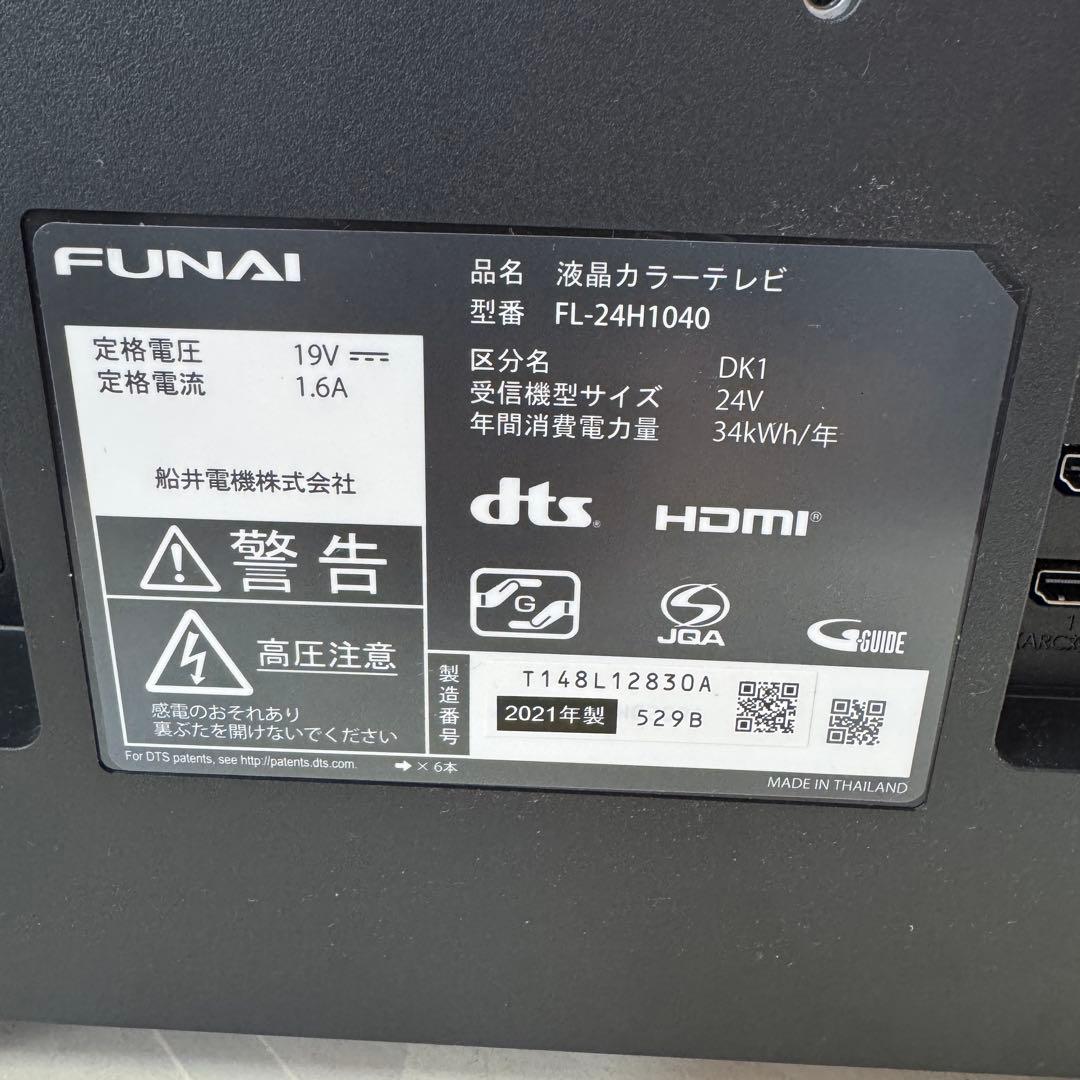 FUNAI
品名 液晶カラーテレビ
型番 FL-24H1040
定格電圧 19V
定格電流 1.6A
船井電機株式会社
区分名 DK1
受信機型サイズ 24V
年間消費電力量 34kWh/年
dts®
HDMI®
G
JQA
G-GUIDE
警告
高圧注意
感電のおそれあり
裏ぶたを開けないでください
製造番号
T148L12830A
2021年製 529B
For DTS patents, see http://patents.dts.com.
➡ × 6本
MADE IN THAILAND
1